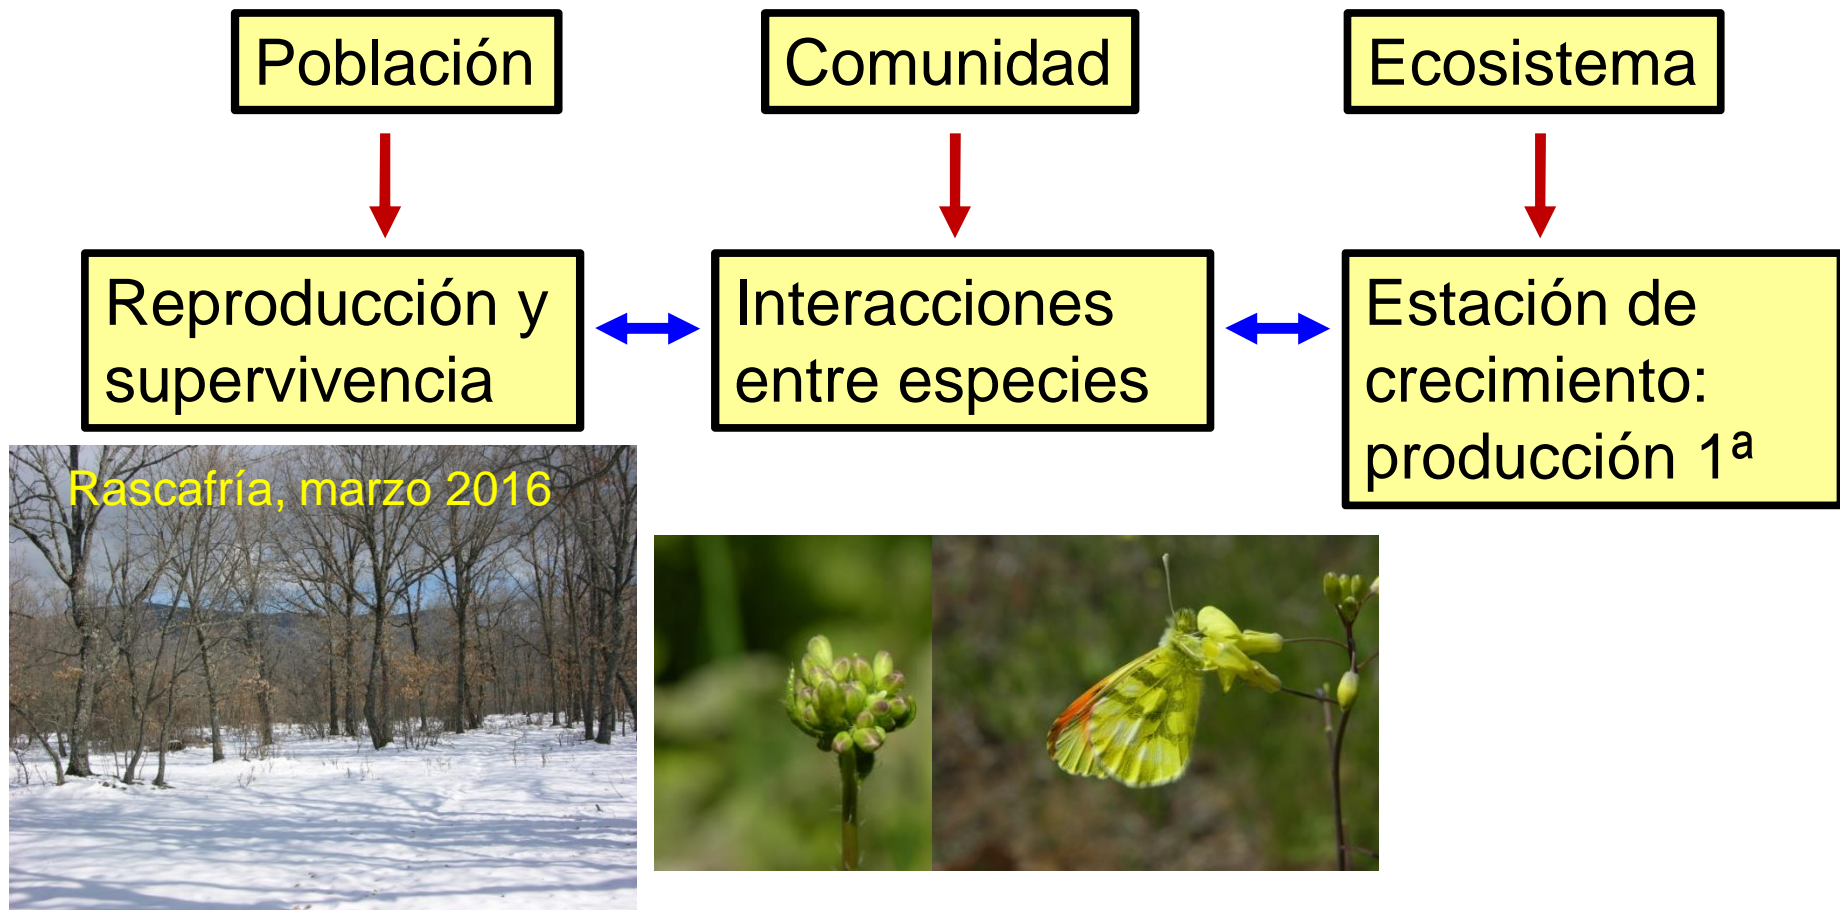 Población
Comunidad
Ecosistema
Reproducción y
supervivencia
Interacciones
entre especies
Estación de
crecimiento:
producción 1ª
Rascafría, marzo 2016